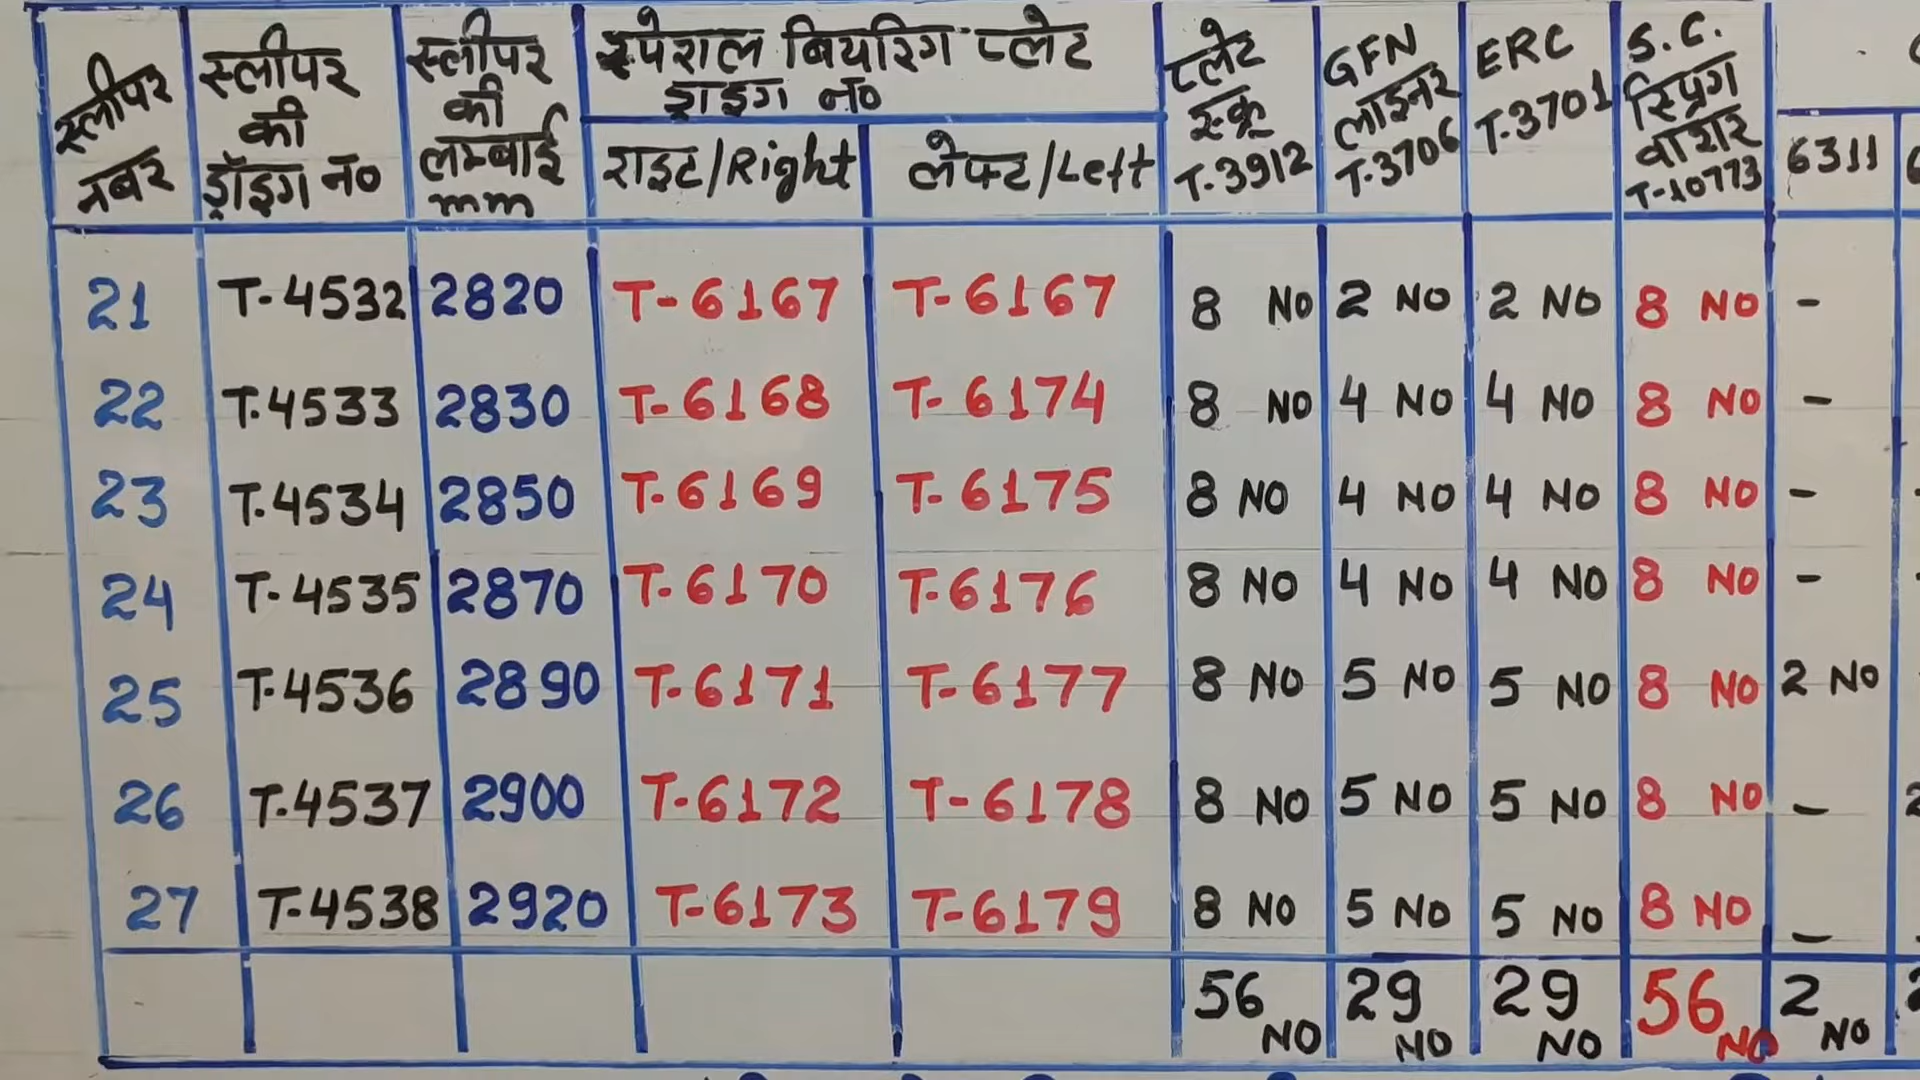 स्लीपर नबर
स्लीपर की ड्रॉइग नं०
स्लीपर की लम्बाई mm
स्पेशल बियरिग प्लेट ड्राइग नं०
राइट/Right
लेफ्ट/Left
प्लेट स्क्रू T-3912
GFN लाइनर T-3706
ERC T-3701
S.C. स्प्रिग वाशर T-10773
6311
21 T-4532 2820 T-6167 T-6167 8 NO 2 NO 2 NO 8 NO -
22 T.4533 2830 T-6168 T-6174 8 NO 4 NO 4 NO 8 NO -
23 T.4534 2850 T.6169 T-6175 8 NO 4 NO 4 NO 8 NO -
24 T-4535 2870 T-6170 T-6176 8 NO 4 NO 4 NO 8 NO -
25 T.4536 2890 T-6171 T-6177 8 NO 5 NO 5 NO 8 NO 2 NO
26 T.4537 2900 T-6172 T-6178 8 NO 5 NO 5 NO 8 NO -
27 T-4538 2920 T-6173 T-6179 8 NO 5 NO 5 NO 8 NO -
56 NO 29 NO 29 NO 56 NO 2 NO